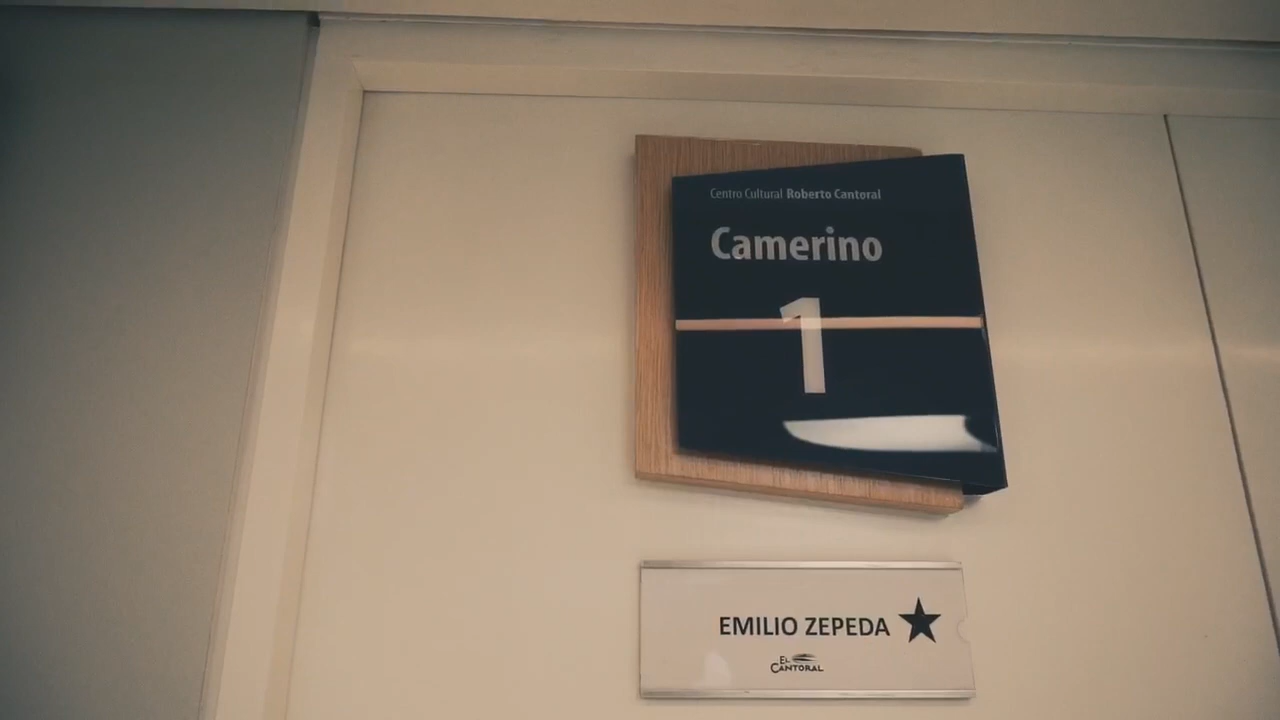 Centro Cultural Roberto Cantoral
Camerino
1
EMILIO ZEPEDA
EL
CANTORAL